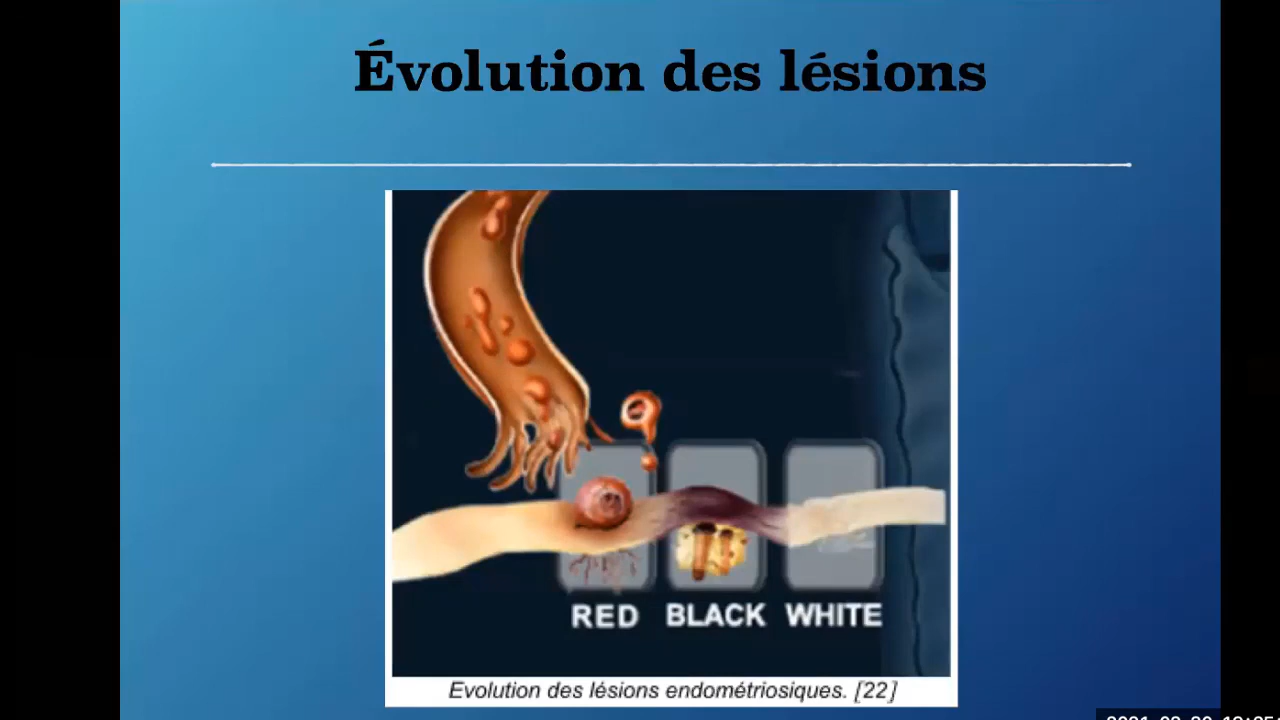 Évolution des lésions
RED BLACK WHITE
Evolution des lésions endométriosiques. [22]